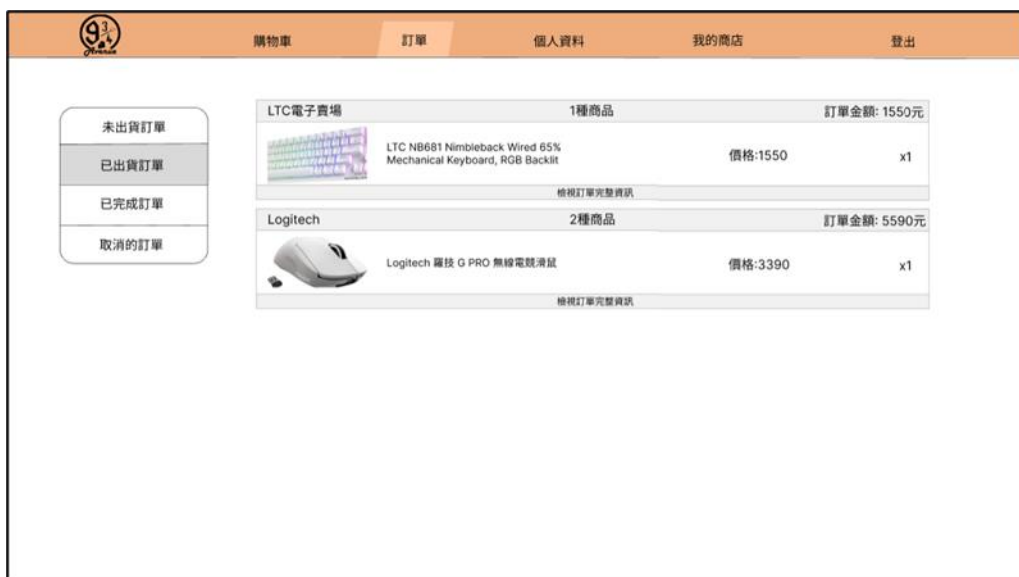 9 3/4
Avenue
購物車
訂單
個人資料
我的商店
登出
未出貨訂單
已出貨訂單
已完成訂單
取消的訂單
LTC電子賣場 1種商品 訂單金額: 1550元
LTC NB681 Nimbleback Wired 65%
Mechanical Keyboard, RGB Backlit
價格:1550 x1
檢視訂單完整資訊
Logitech 2種商品 訂單金額: 5590元
Logitech 羅技 G PRO 無線電競滑鼠 價格:3390 x1
檢視訂單完整資訊